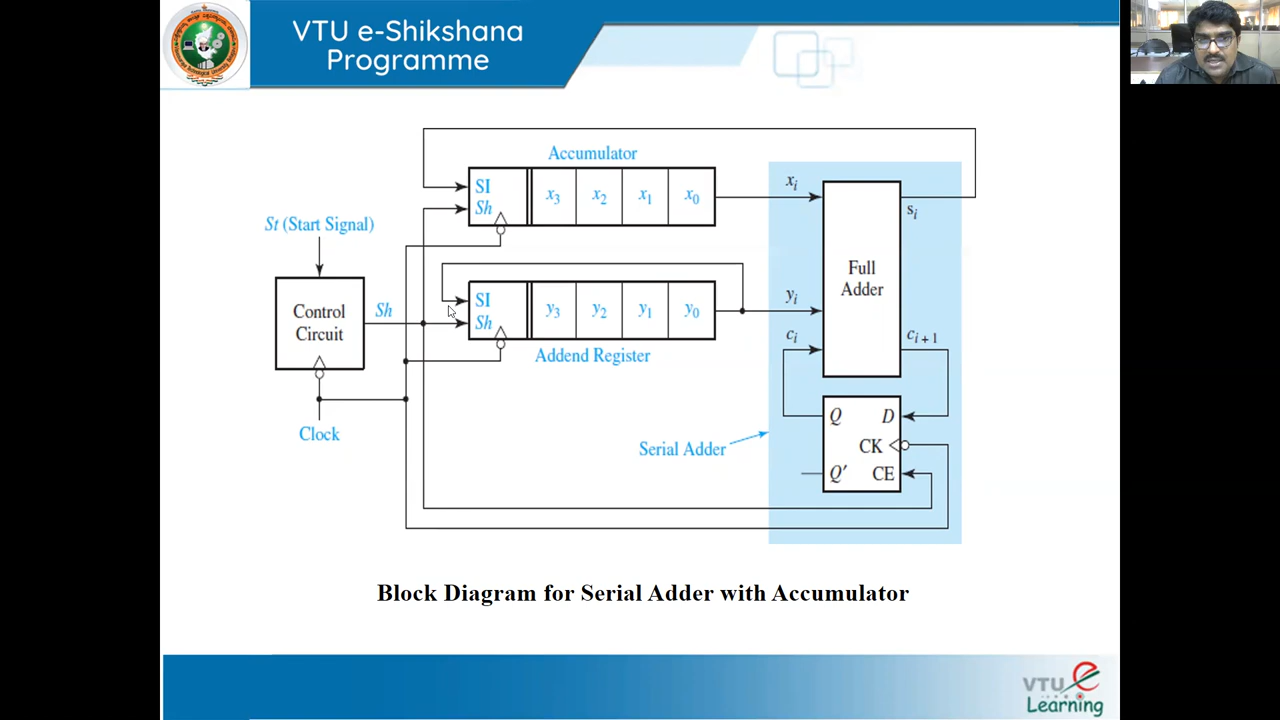 VTU e-Shikshana
Programme
Accumulator
SI
Sh
x3 x2 x1 x0
xi
si
St (Start Signal)
Control
Circuit
Sh
Clock
SI
Sh
y3 y2 y1 y0
yi
Addend Register
Full
Adder
ci
ci + 1
Q D
CK
Q' CE
Serial Adder
Block Diagram for Serial Adder with Accumulator
VTU e
Learning